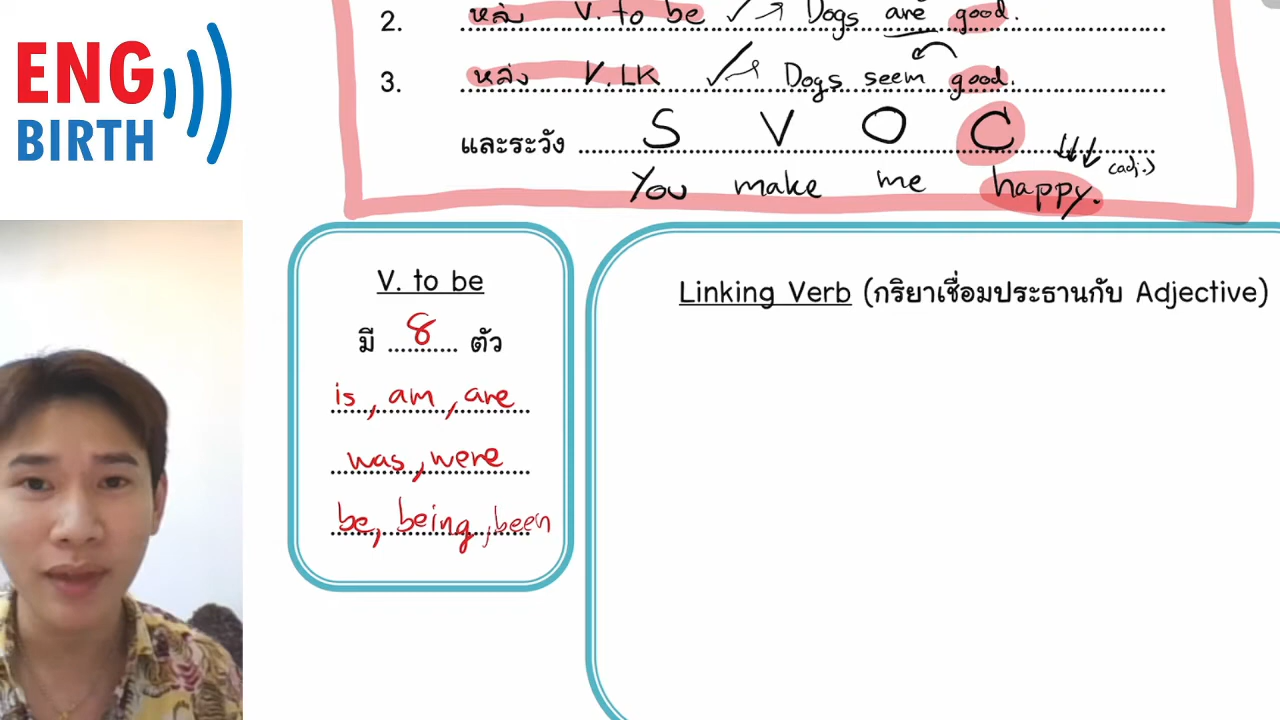 ENG
BIRTH
2. หลัง V. to be ✓ → Dogs are good.
3. หลัง V.LK ✓ → Dogs seem good.
และระวัง S V O C
You make me happy. (adj.)
V. to be
มี 8 ตัว
is, am, are
was, were
be, being, been
Linking Verb (กริยาเชื่อมประธานกับ Adjective)